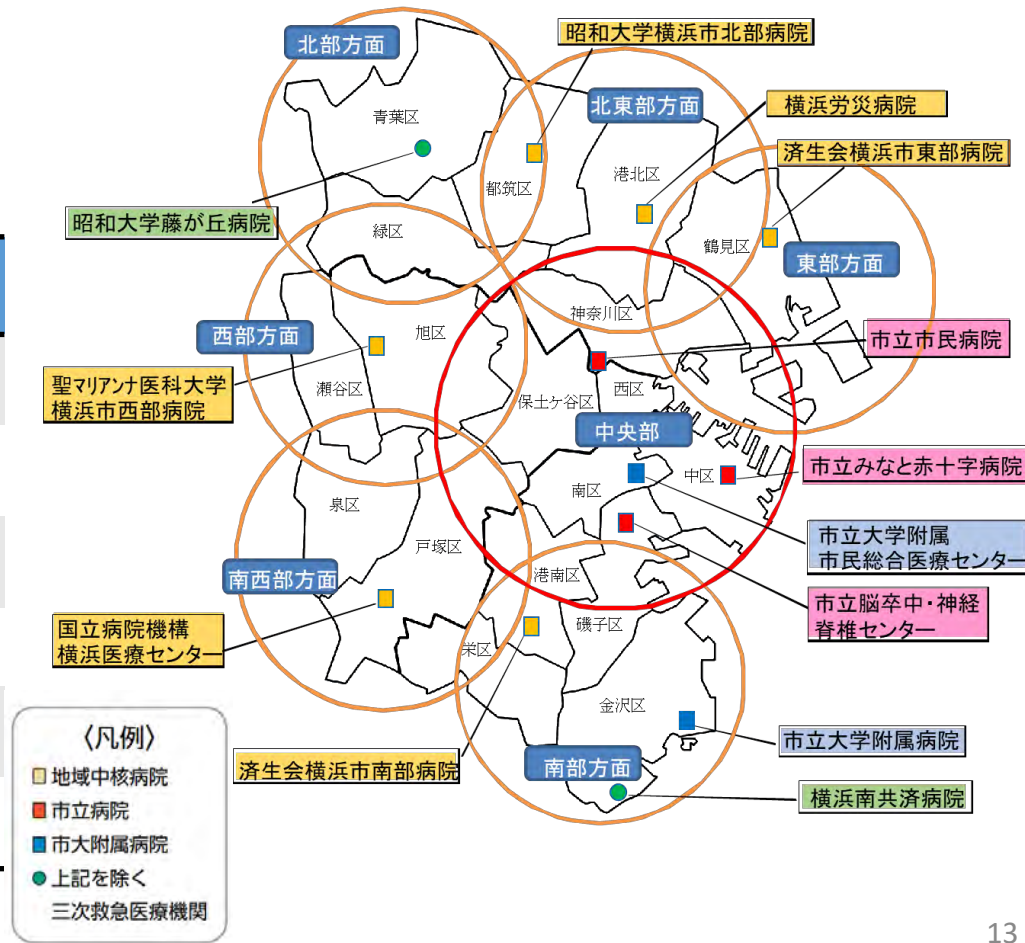 昭和大学横浜市北部病院
北部方面
北東部方面
横浜労災病院
青葉区
済生会横浜市東部病院
港北区
都筑区
昭和大学藤が丘病院
緑区
鶴見区
東部方面
神奈川区
西部方面
旭区
市立市民病院
聖マリアンナ医科大学
横浜市西部病院
瀬谷区
西区
保土ケ谷区
中央部
市立みなと赤十字病院
中区
南区
泉区
市立大学附属
市民総合医療センター
戸塚区
南西部方面
港南区
市立脳卒中・神経
脊椎センター
国立病院機構
横浜医療センター
磯子区
栄区
金沢区
市立大学附属病院
済生会横浜市南部病院
南部方面
横浜南共済病院
〈凡例〉
地域中核病院
市立病院
市大附属病院
上記を除く
三次救急医療機関
13